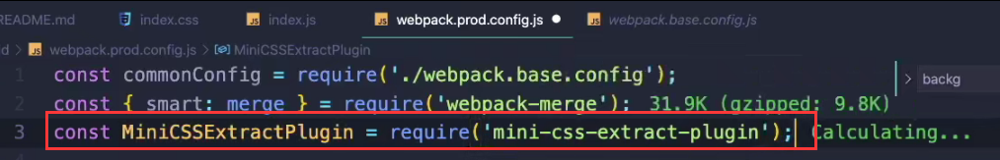 README.md index.css index.js webpack.prod.config.js webpack.base.config.js
d > webpack.prod.config.js > MiniCSSExtractPlugin
1 const commonConfig = require('./webpack.base.config');
> backg
2 const { smart: merge } = require('webpack-merge'); 31.9K (gzipped: 9.8K)
3 const MiniCSSExtractPlugin = require('mini-css-extract-plugin'); Calculating...